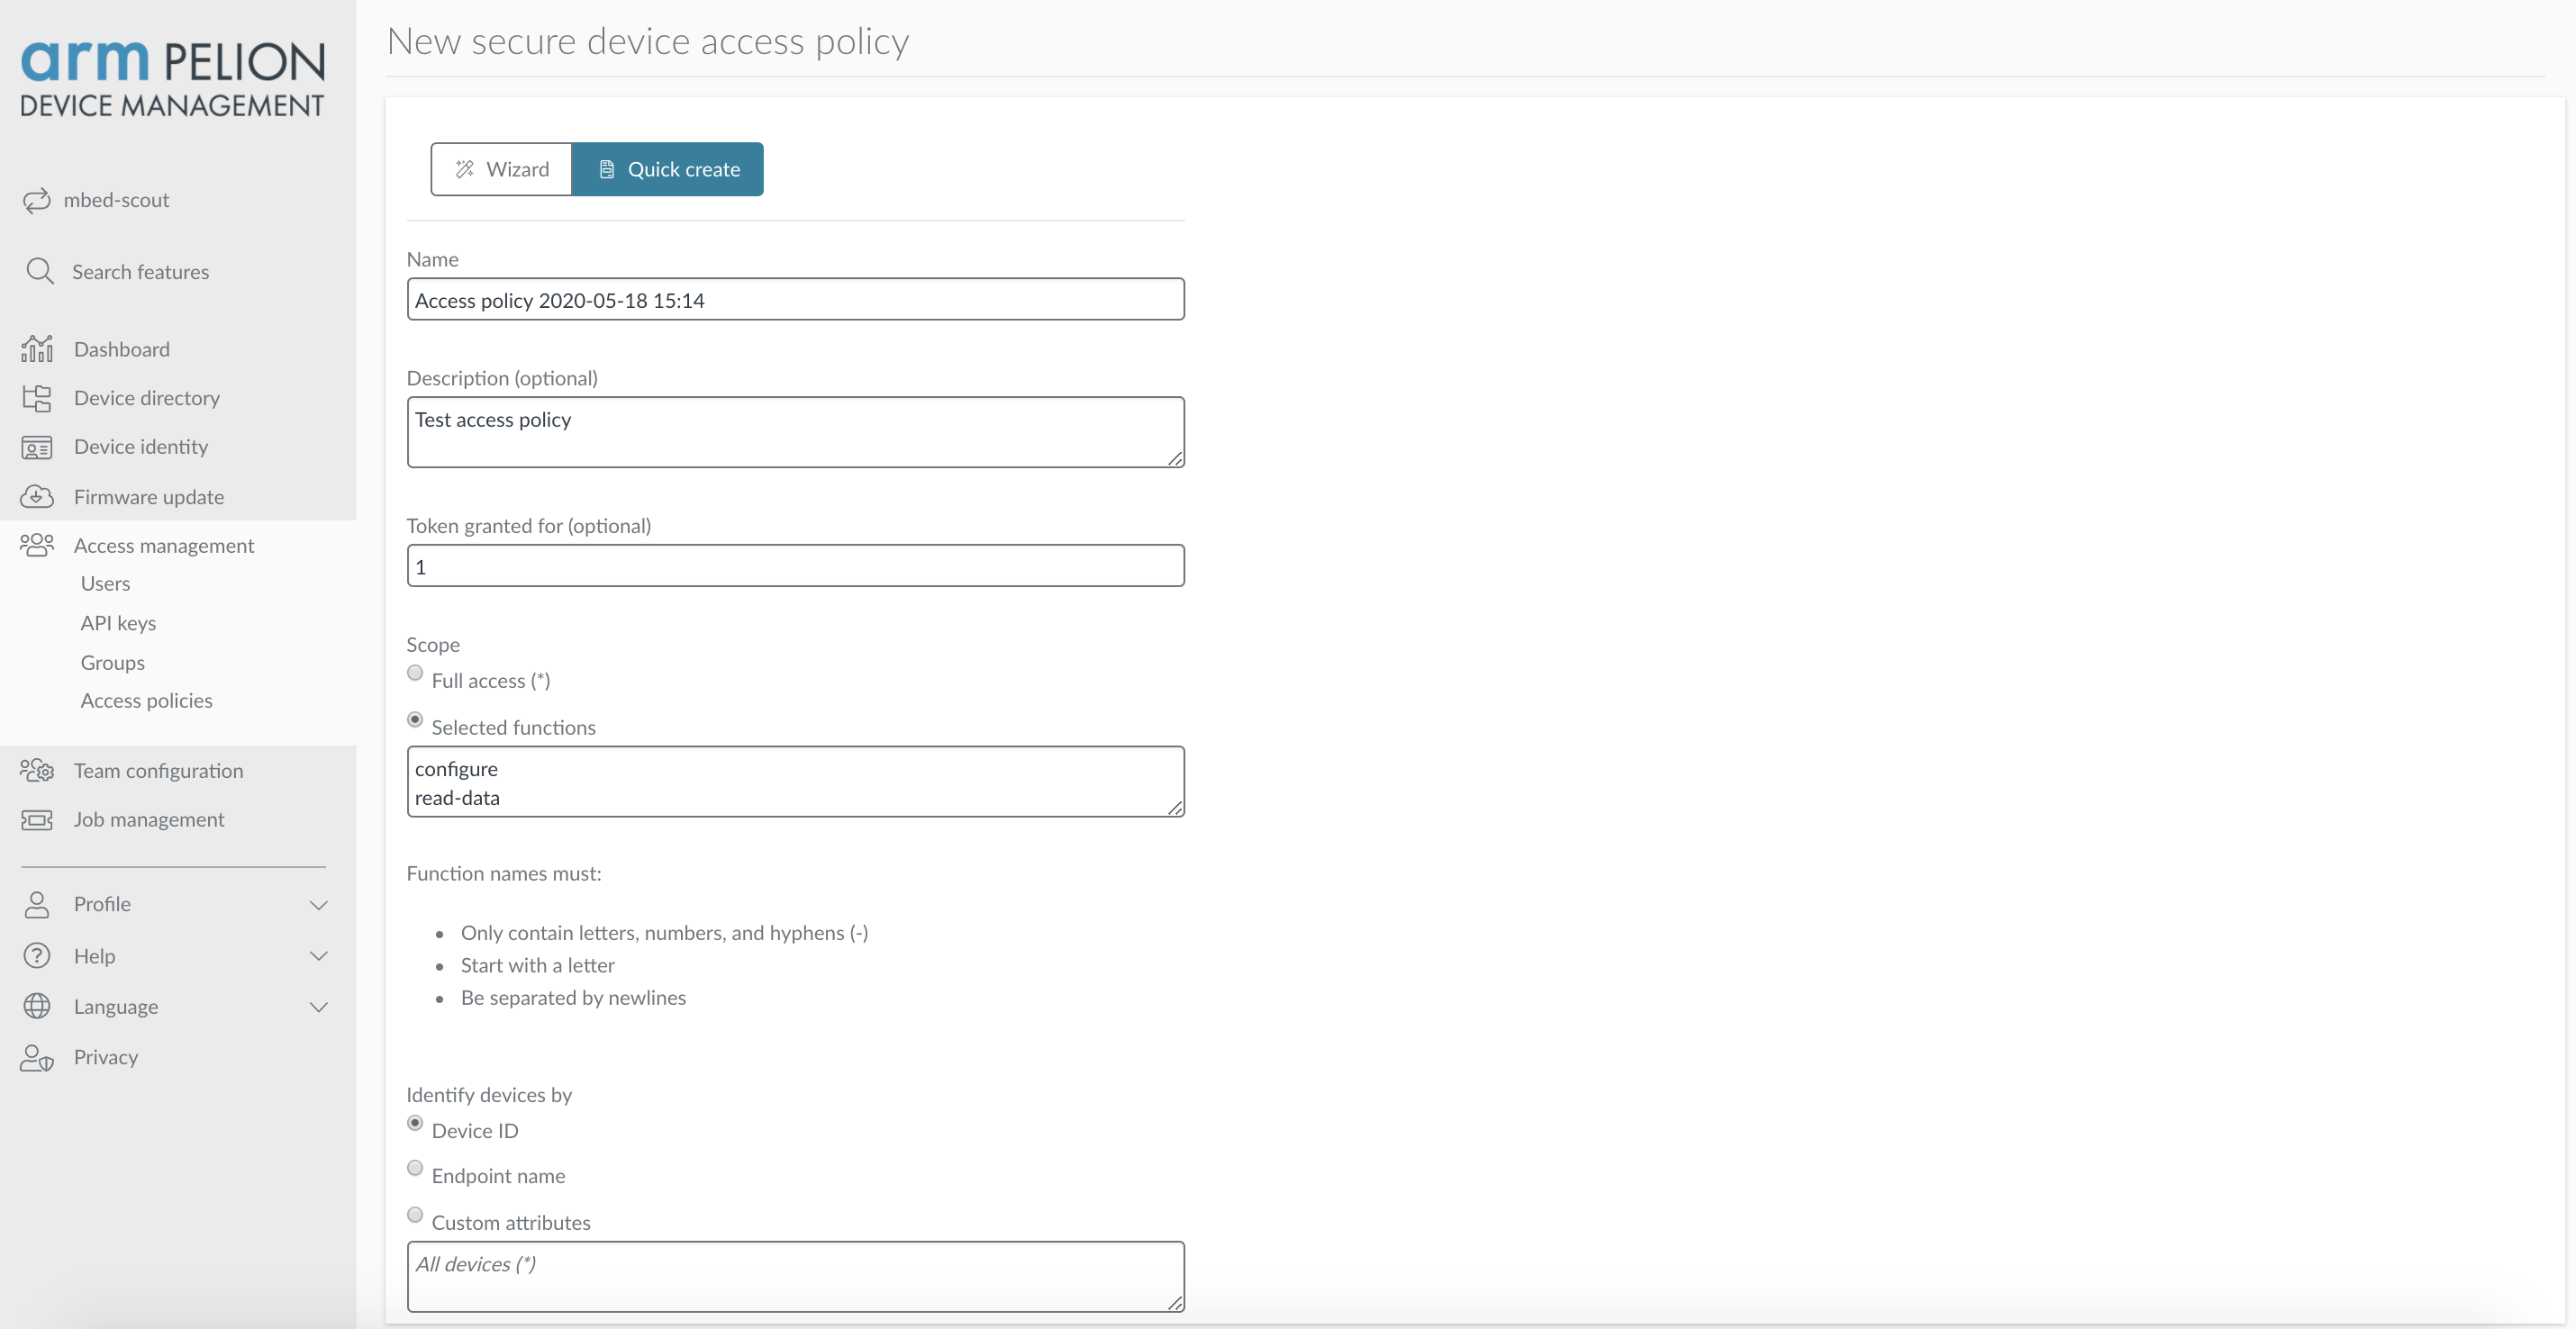 arm PELION
DEVICE MANAGEMENT
mbed-scout
Search features
Dashboard
Device directory
Device identity
Firmware update
Access management
Users
API keys
Groups
Access policies
Team configuration
Job management
Profile
Help
Language
Privacy
New secure device access policy
Wizard
Quick create
Name
Access policy 2020-05-18 15:14
Description (optional)
Test access policy
Token granted for (optional)
1
Scope
Full access (*)
Selected functions
configure
read-data
Function names must:
• Only contain letters, numbers, and hyphens (-)
• Start with a letter
• Be separated by newlines
Identify devices by
Device ID
Endpoint name
Custom attributes
All devices (*)